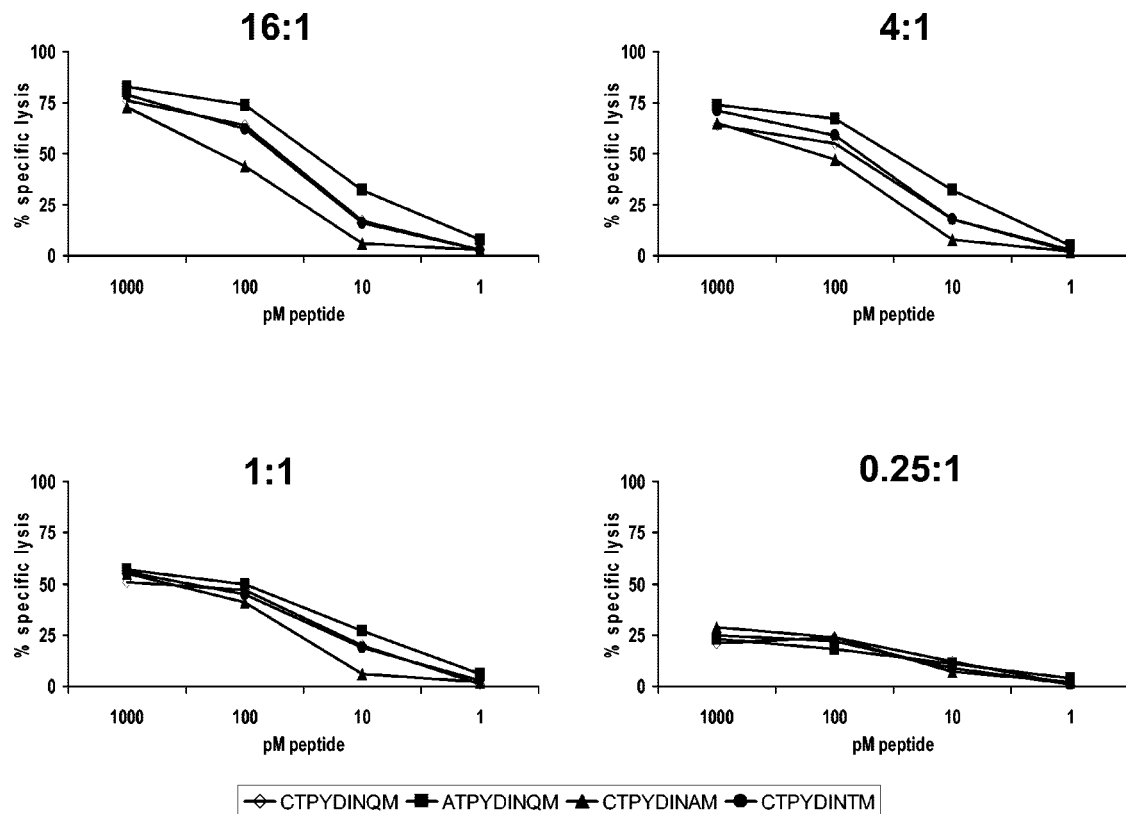 16:1
% specific lysis
100
75
50
25
0
1000 100 10 1
pM peptide
4:1
% specific lysis
100
75
50
25
0
1000 100 10 1
pM peptide
1:1
% specific lysis
100
75
50
25
0
1000 100 10 1
pM peptide
0.25:1
% specific lysis
100
75
50
25
0
1000 100 10 1
pM peptide
CTPYDINQM ATPYDINQM CTPYDINAM CTPYDINTM